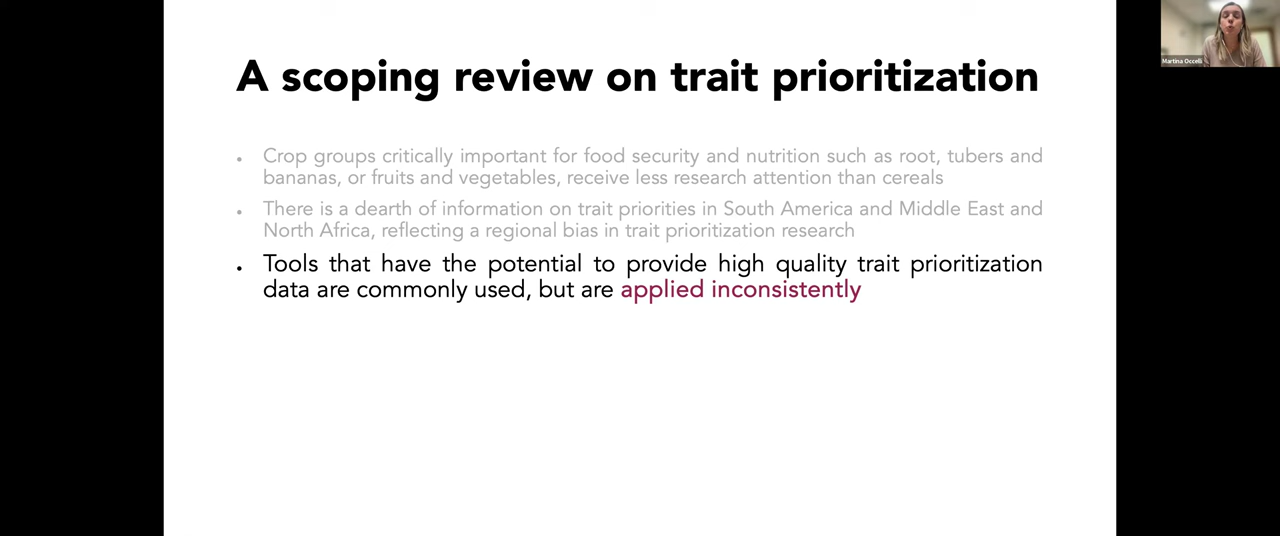 A scoping review on trait prioritization
• Crop groups critically important for food security and nutrition such as root, tubers and
bananas, or fruits and vegetables, receive less research attention than cereals
• There is a dearth of information on trait priorities in South America and Middle East and
North Africa, reflecting a regional bias in trait prioritization research
• Tools that have the potential to provide high quality trait prioritization
data are commonly used, but are applied inconsistently
Martina Occelli